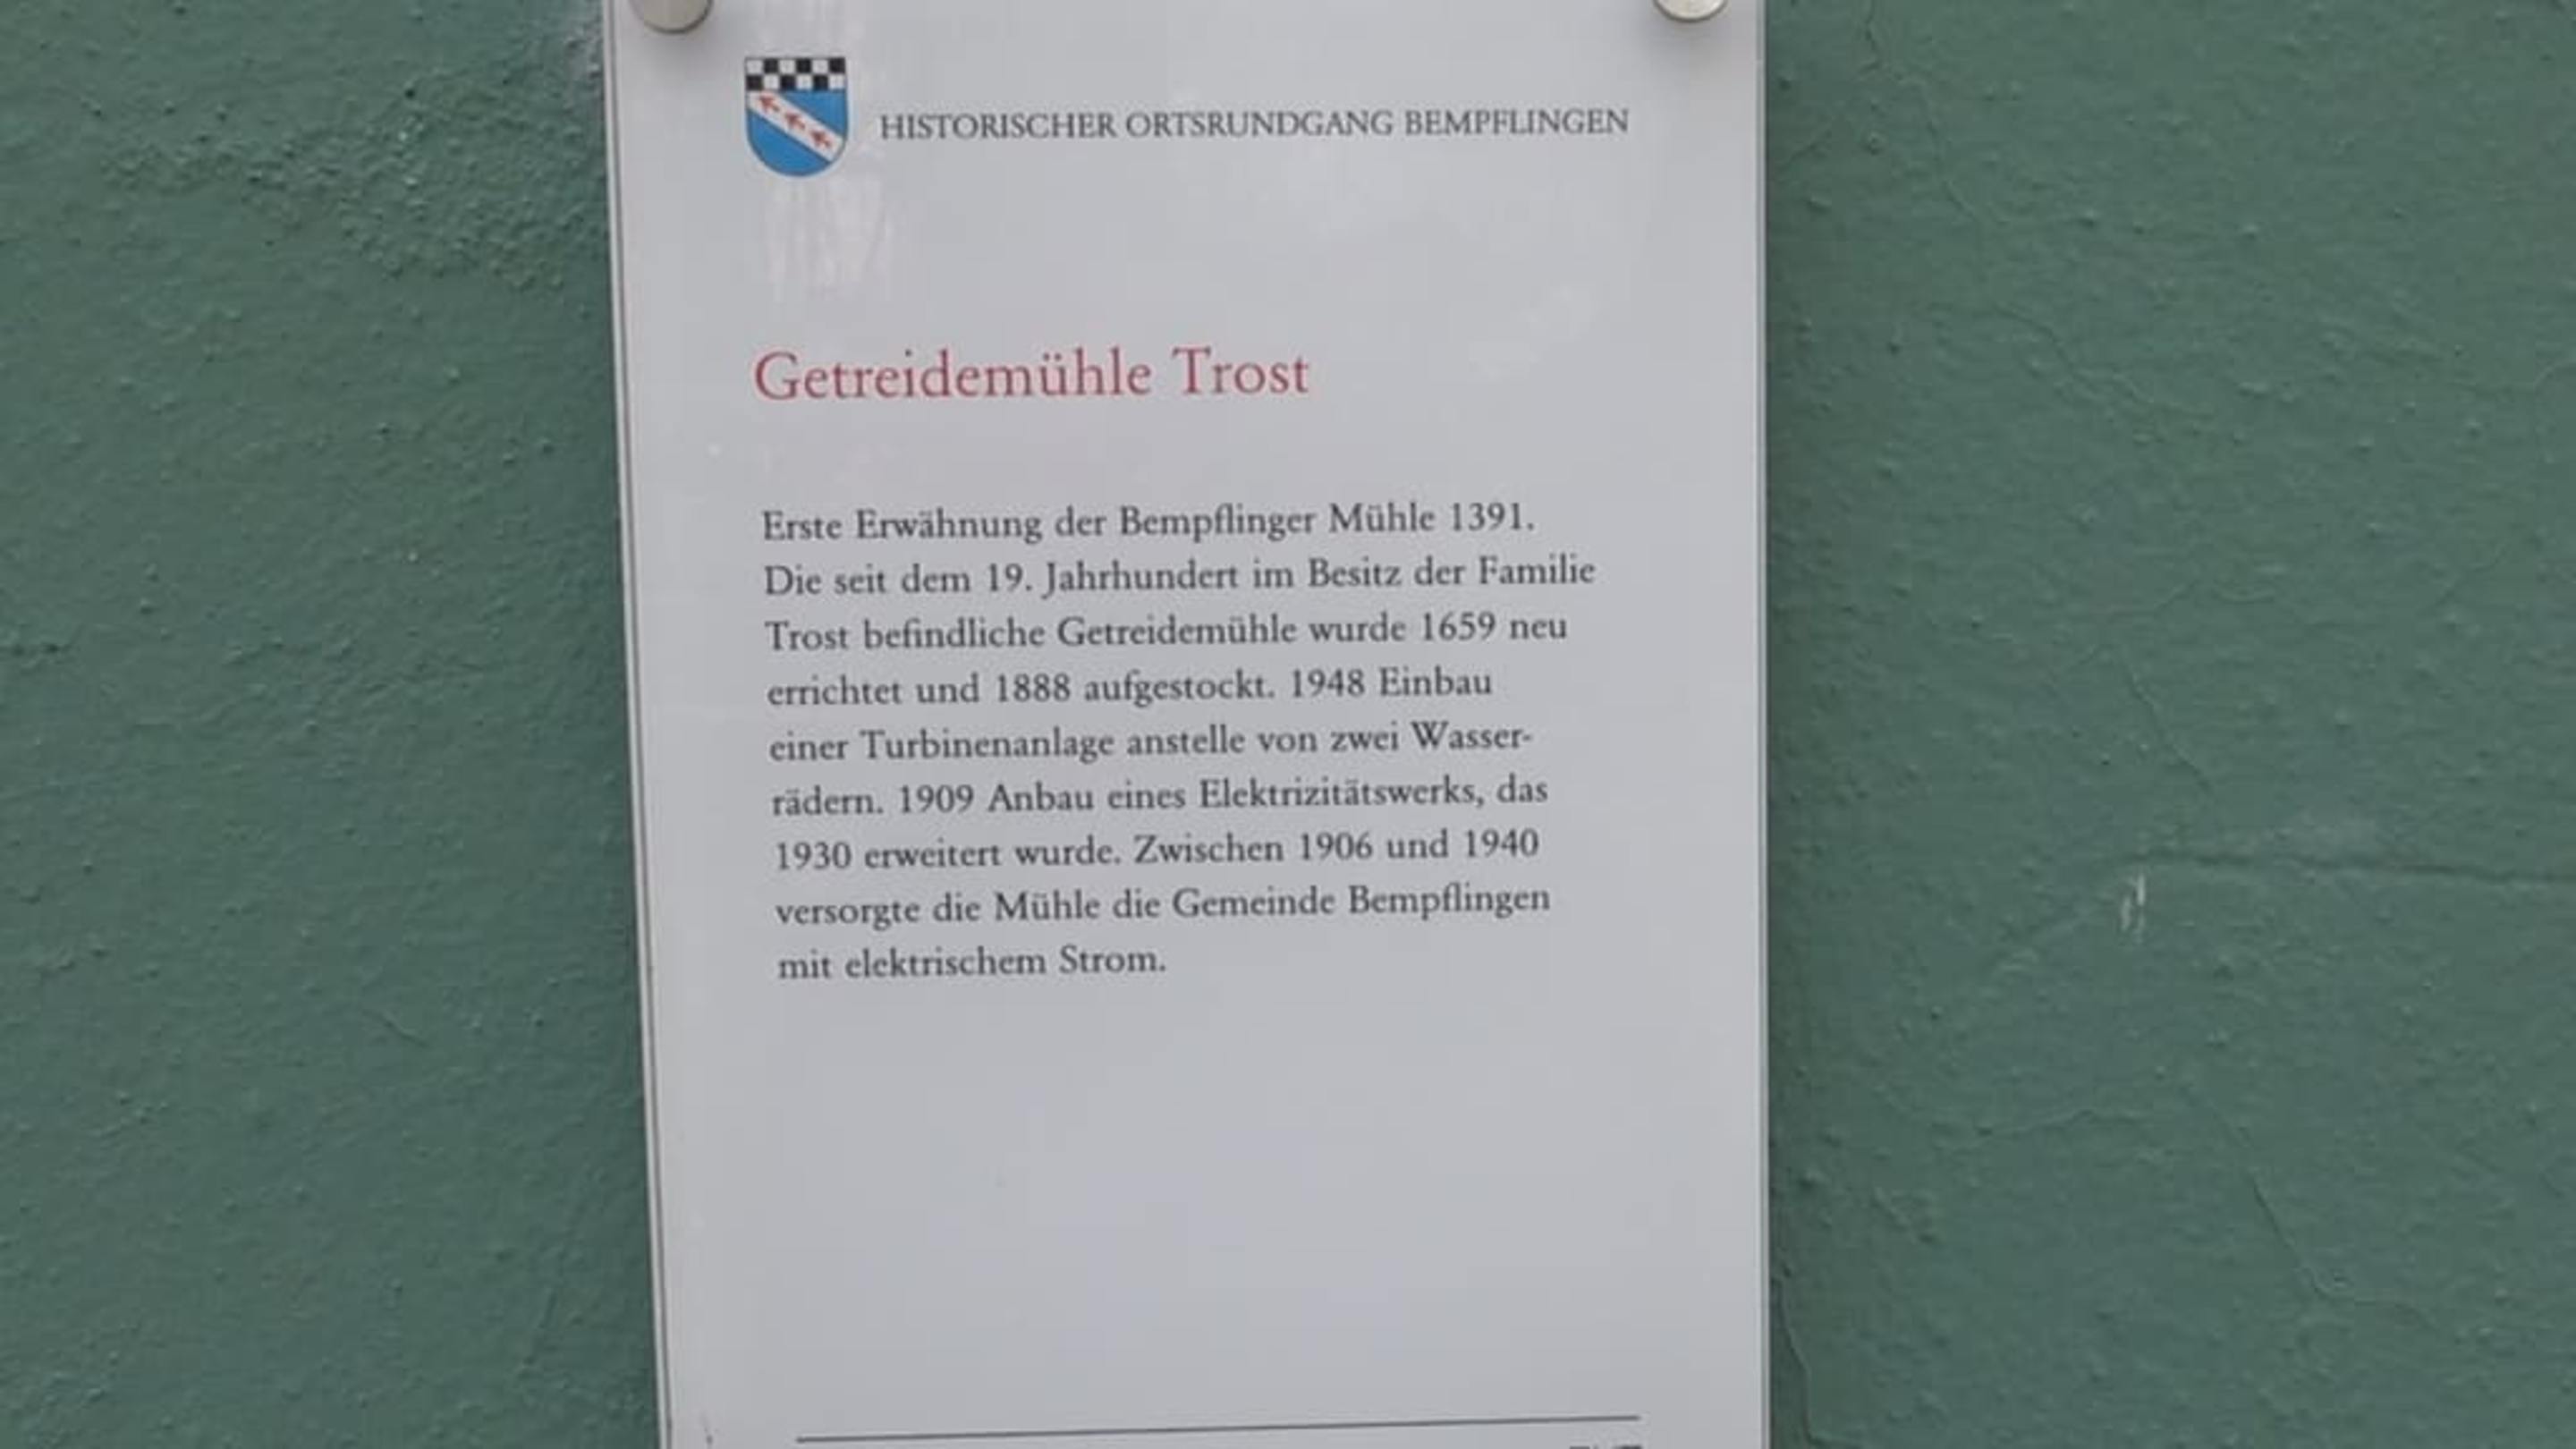 HISTORISCHER ORTSRUNDGANG BEMPFLINGEN
Getreidemühle Trost
Erste Erwähnung der Bempflinger Mühle 1391.
Die seit dem 19. Jahrhundert im Besitz der Familie
Trost befindliche Getreidemühle wurde 1659 neu
errichtet und 1888 aufgestockt. 1948 Einbau
einer Turbinenanlage anstelle von zwei Wasser-
rädern. 1909 Anbau eines Elektrizitätswerks, das
1930 erweitert wurde. Zwischen 1906 und 1940
versorgte die Mühle die Gemeinde Bempflingen
mit elektrischem Strom.